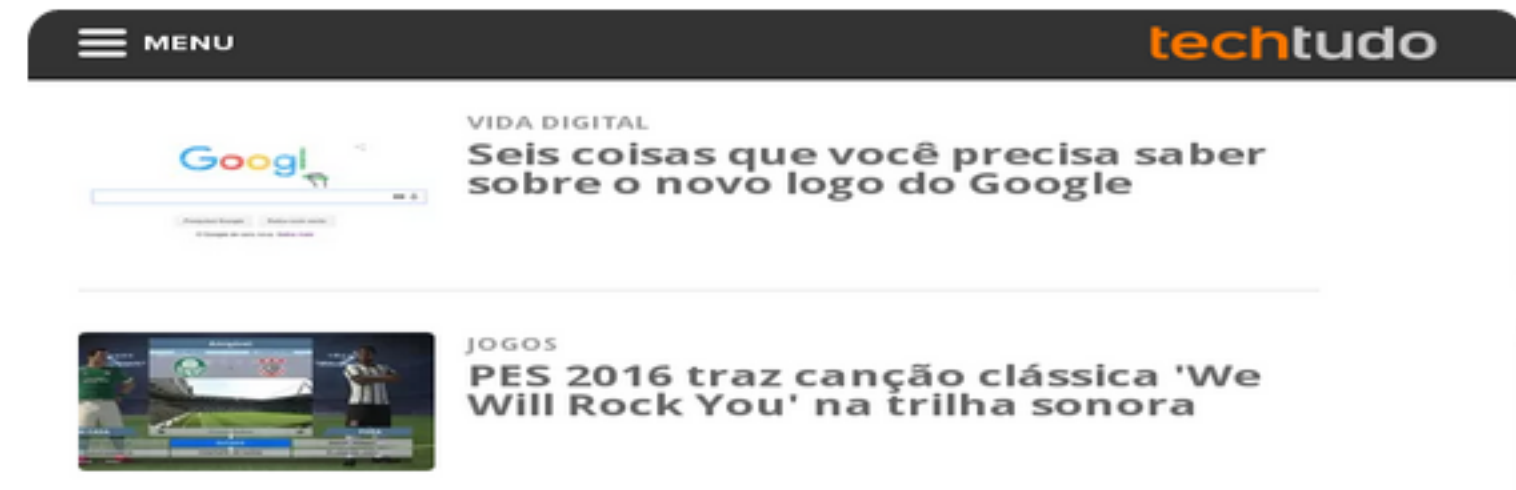 MENU
techtudo
VIDA DIGITAL
Seis coisas que você precisa saber
sobre o novo logo do Google
Googl
JOGOS
PES 2016 traz canção clássica 'We
Will Rock You' na trilha sonora